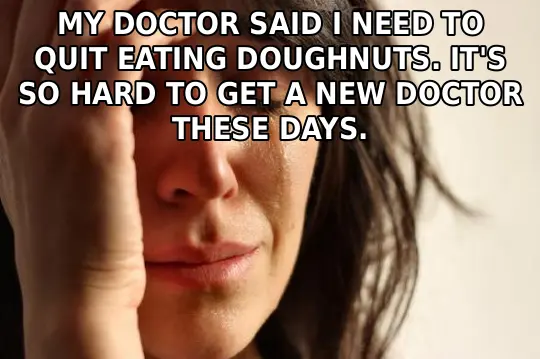 MY DOCTOR SAID I NEED TO
QUIT EATING DOUGHNUTS. IT'S
SO HARD TO GET A NEW DOCTOR
THESE DAYS.